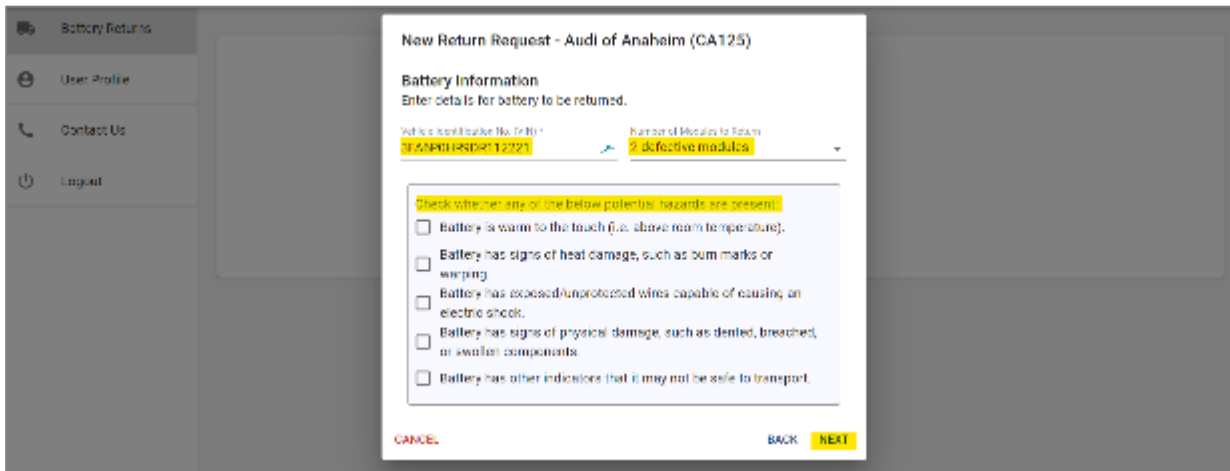 Battery Returns
User Profile
Contact Us
Logout
New Return Request - Audi of Anaheim (CA125)
Battery Information
Enter details for battery to be returned.
Vehicle Identification No. (VIN) *
Number of Modules to Return
2 defective modules
Check whether any of the below potential hazards are present:
Battery is warm to the touch (i.e. above room temperature).
Battery has signs of heat damage, such as burn marks or
warping.
Battery has exposed/unprotected wires capable of causing an
electric shock.
Battery has signs of physical damage, such as dented, breached,
or swollen components.
Battery has other indicators that it may not be safe to transport.
CANCEL
BACK
NEXT